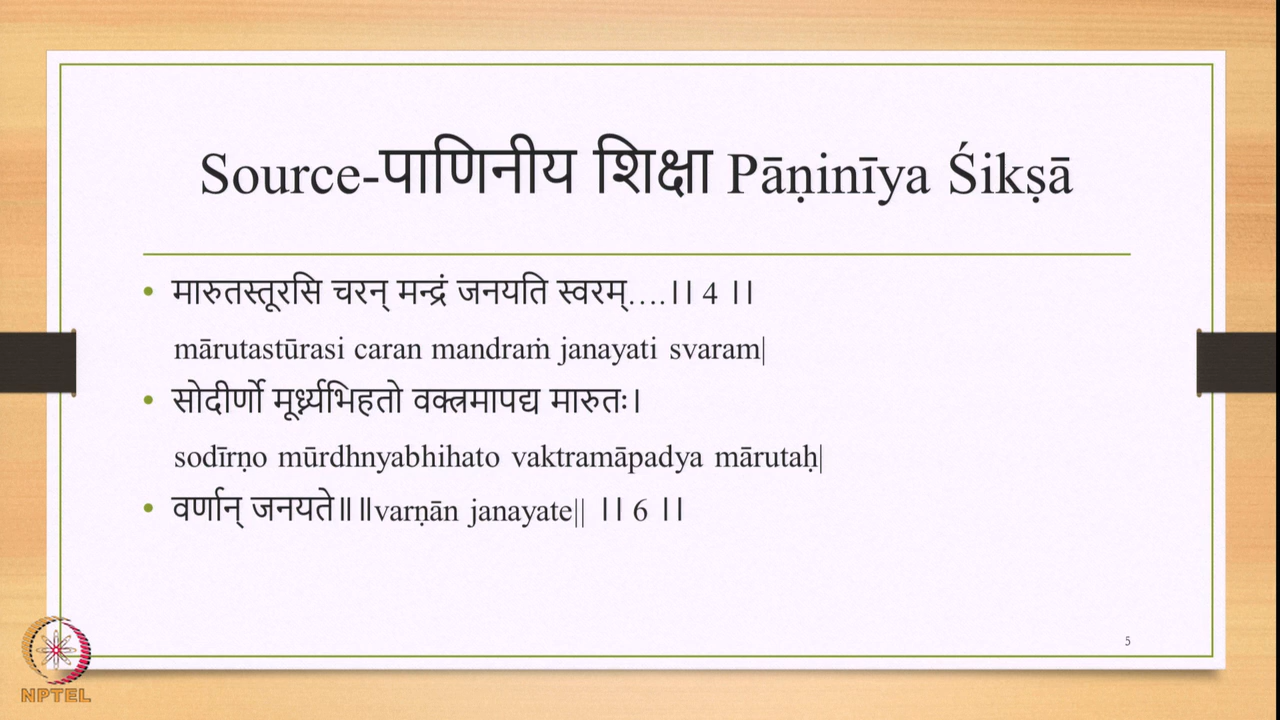 Source-पाणिनीय शिक्षा Pāṇinīya Śikṣā
• मारुतस्तूरसि चरन् मन्द्रं जनयति स्वरम्….।। 4 ।।
mārutastūrasi caran mandraṁ janayati svaram|
• सोदीर्णो मूर्ध्न्यभिहतो वक्त्रमापद्य मारुतः।
sodīrṇo mūrdhnyabhihato vaktramāpadya mārutaḥ|
• वर्णान् जनयते॥ ॥varṇān janayate|| ।। 6 ।।
5
NPTEL